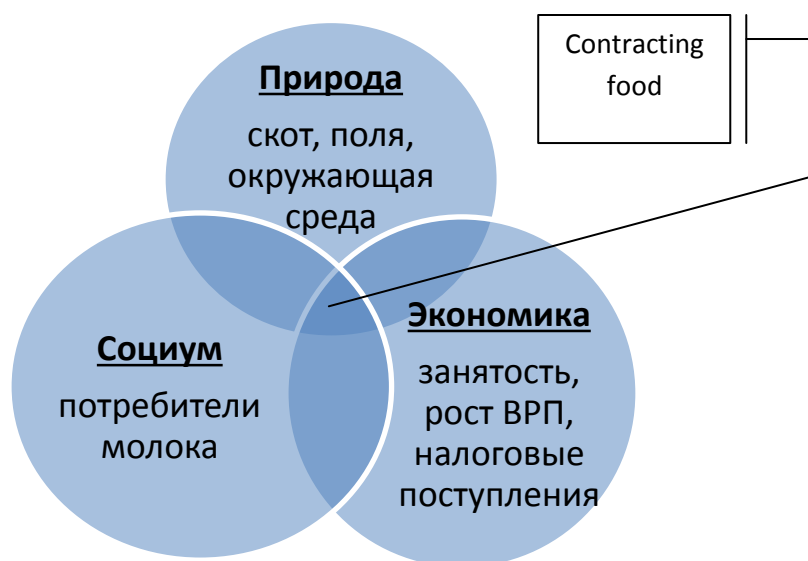 Природа
скот, поля,
окружающая
среда
Contracting
food
Социум
потребители
молока
Экономика
занятость,
рост ВРП,
налоговые
поступления